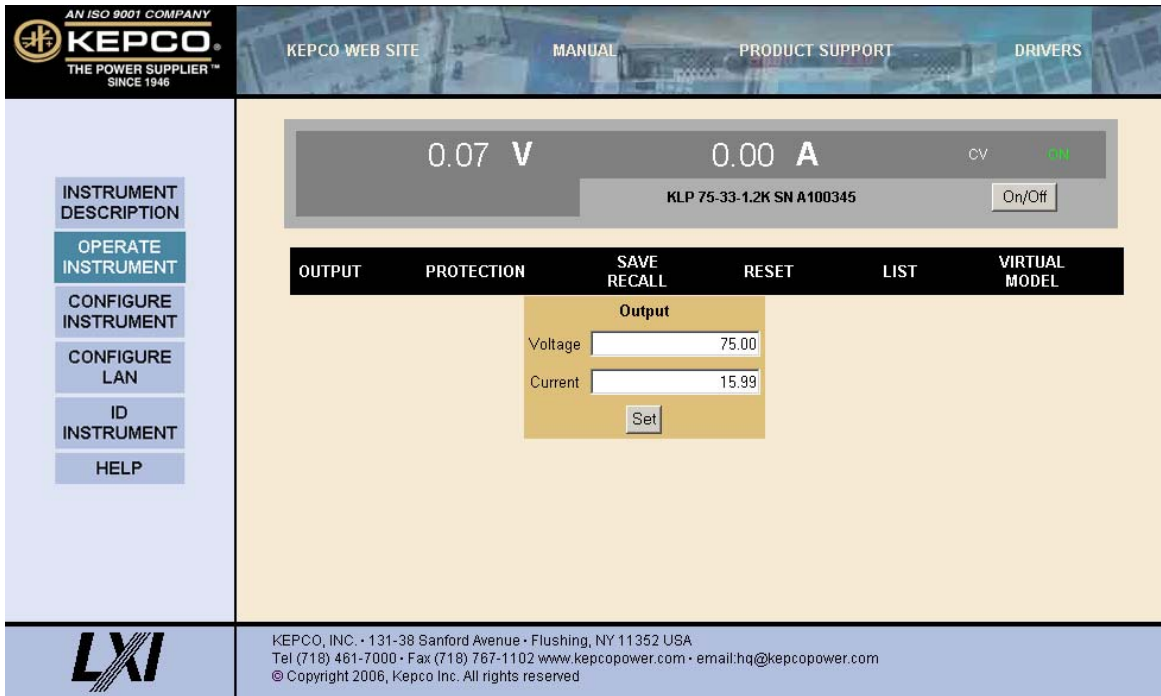 AN ISO 9001 COMPANY
KEPCO®
THE POWER SUPPLIER™
SINCE 1946
KEPCO WEB SITE MANUAL PRODUCT SUPPORT DRIVERS
INSTRUMENT
DESCRIPTION
OPERATE
INSTRUMENT
CONFIGURE
INSTRUMENT
CONFIGURE
LAN
ID
INSTRUMENT
HELP
0.07 V 0.00 A CV ON
KLP 75-33-1.2K SN A100345 On/Off
OUTPUT PROTECTION SAVE RECALL RESET LIST VIRTUAL MODEL
Output
Voltage 75.00
Current 15.99
Set
LXI
KEPCO, INC. • 131-38 Sanford Avenue • Flushing, NY 11352 USA
Tel (718) 461-7000 • Fax (718) 767-1102 www.kepcopower.com • email:hq@kepcopower.com
© Copyright 2006, Kepco Inc. All rights reserved